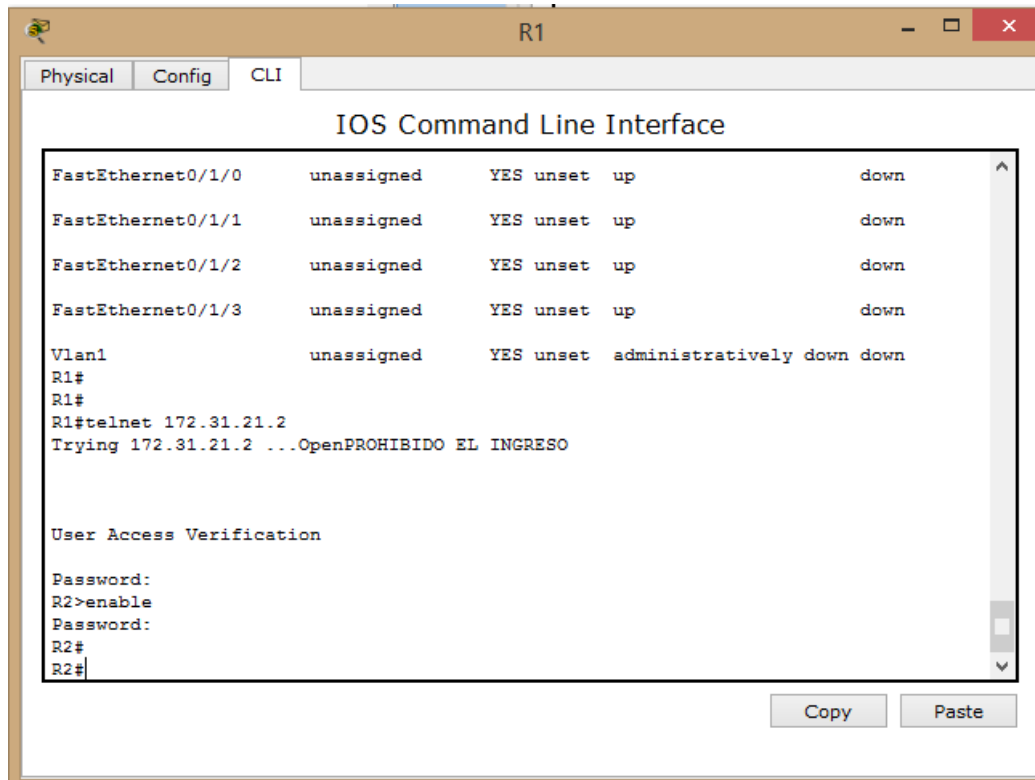 R1
Physical Config CLI
IOS Command Line Interface
FastEthernet0/1/0 unassigned YES unset up down
FastEthernet0/1/1 unassigned YES unset up down
FastEthernet0/1/2 unassigned YES unset up down
FastEthernet0/1/3 unassigned YES unset up down
Vlan1 unassigned YES unset administratively down down
R1#
R1#
R1#telnet 172.31.21.2
Trying 172.31.21.2 ...OpenPROHIBIDO EL INGRESO
User Access Verification
Password:
R2>enable
Password:
R2#
R2#
Copy Paste